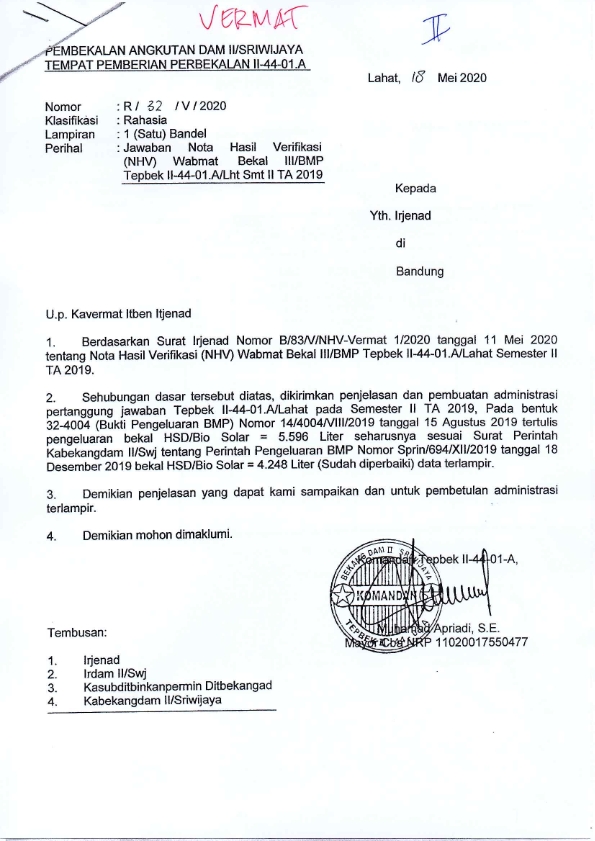 VERMAT
II
PEMBEKALAN ANGKUTAN DAM II/SRIWIJAYA
TEMPAT PEMBERIAN PERBEKALAN II-44-01.A
Lahat, 18 Mei 2020
Nomor : R / 32 / V / 2020
Klasifikasi : Rahasia
Lampiran : 1 (Satu) Bandel
Perihal : Jawaban Nota Hasil Verifikasi
(NHV) Wabmat Bekal III/BMP
Tepbek II-44-01.A/Lht Smt II TA 2019
Kepada
Yth. Irjenad
di
Bandung
U.p. Kavermat Itben Itjenad
1. Berdasarkan Surat Irjenad Nomor B/83/V/NHV-Vermat 1/2020 tanggal 11 Mei 2020
tentang Nota Hasil Verifikasi (NHV) Wabmat Bekal III/BMP Tepbek II-44-01.A/Lahat Semester II
TA 2019.
2. Sehubungan dasar tersebut diatas, dikirimkan penjelasan dan pembuatan administrasi
pertanggung jawaban Tepbek II-44-01.A/Lahat pada Semester II TA 2019, Pada bentuk
32-4004 (Bukti Pengeluaran BMP) Nomor 14/4004/VIII/2019 tanggal 15 Agustus 2019 tertulis
pengeluaran bekal HSD/Bio Solar = 5.596 Liter seharusnya sesuai Surat Perintah
Kabekangdam II/Swj tentang Perintah Pengeluaran BMP Nomor Sprin/694/XII/2019 tanggal 18
Desember 2019 bekal HSD/Bio Solar = 4.248 Liter (Sudah diperbaiki) data terlampir.
3. Demikian penjelasan yang dapat kami sampaikan dan untuk pembetulan administrasi
terlampir.
4. Demikian mohon dimaklumi.
Komandan Tepbek II-44-01-A,
BEKANG DAM II SRIWIJAYA
KOMANDAN
Muhamad Apriadi, S.E.
Mayor Cba NRP 11020017550477
Tembusan:
1. Irjenad
2. Irdam II/Swj
3. Kasubditbinkanpermin Ditbekangad
4. Kabekangdam II/Sriwijaya